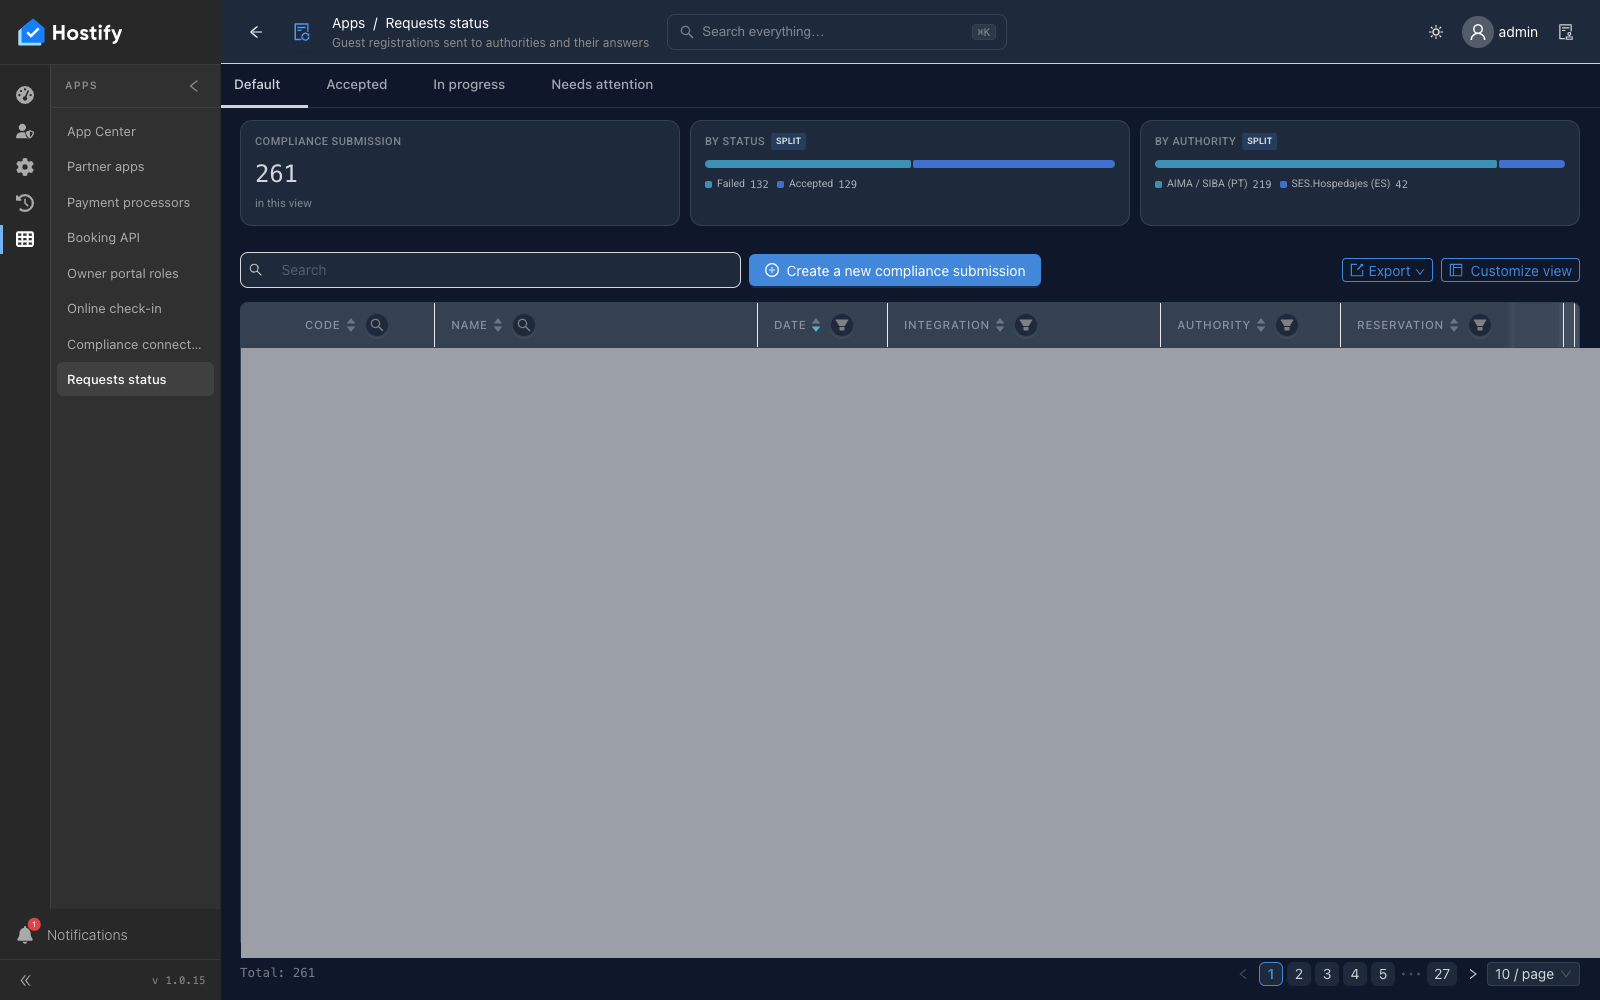 Hostify
Apps / Requests status
Guest registrations sent to authorities and their answers
Search everything...
⌘K
admin
APPS
App Center
Partner apps
Payment processors
Booking API
Owner portal roles
Online check-in
Compliance connect...
Requests status
1
Notifications
v 1.0.15
Default
Accepted
In progress
Needs attention
COMPLIANCE SUBMISSION
261
in this view
BY STATUS SPLIT
Failed 132 Accepted 129
BY AUTHORITY SPLIT
AIMA / SIBA (PT) 219 SES.Hospedajes (ES) 42
Search
Create a new compliance submission
Export
Customize view
CODE
NAME
DATE
INTEGRATION
AUTHORITY
RESERVATION
Total: 261
1 2 3 4 5 ••• 27
10 / page